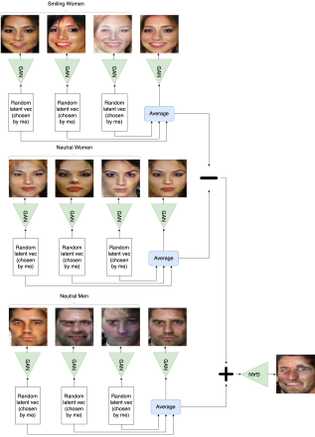 Smiling Women
GAN GAN GAN GAN
Random Random Random
latent vec latent vec latent vec
(chosen (chosen (chosen
by me) by me) by me)
Average
Neutral Women
GAN GAN GAN GAN
Random Random Random
latent vec latent vec latent vec
(chosen (chosen (chosen
by me) by me) by me)
Average
Neutral Men
GAN GAN GAN GAN
GAN
Random Random Random
latent vec latent vec latent vec
(chosen (chosen (chosen
by me) by me) by me)
Average